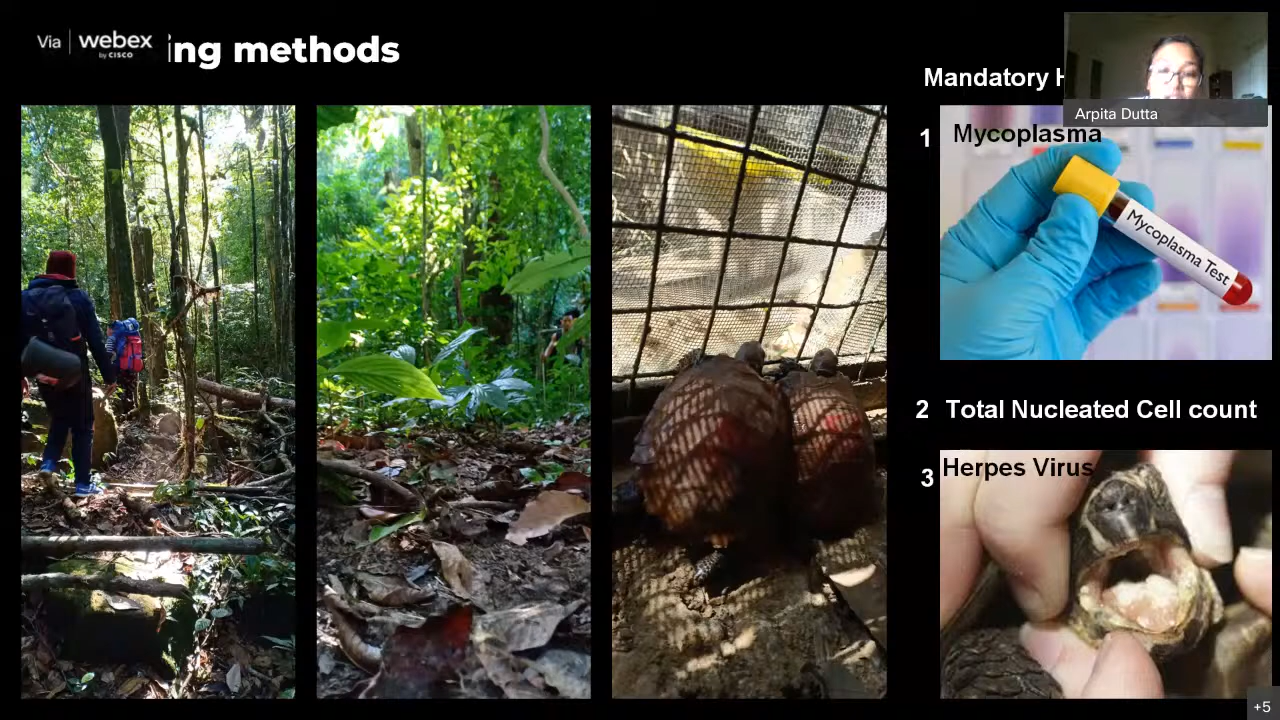 Via webex
by CISCO
ing methods
Mandatory H
Arpita Dutta
1 Mycoplasma
Mycoplasma Test
2 Total Nucleated Cell count
3 Herpes Virus
+5